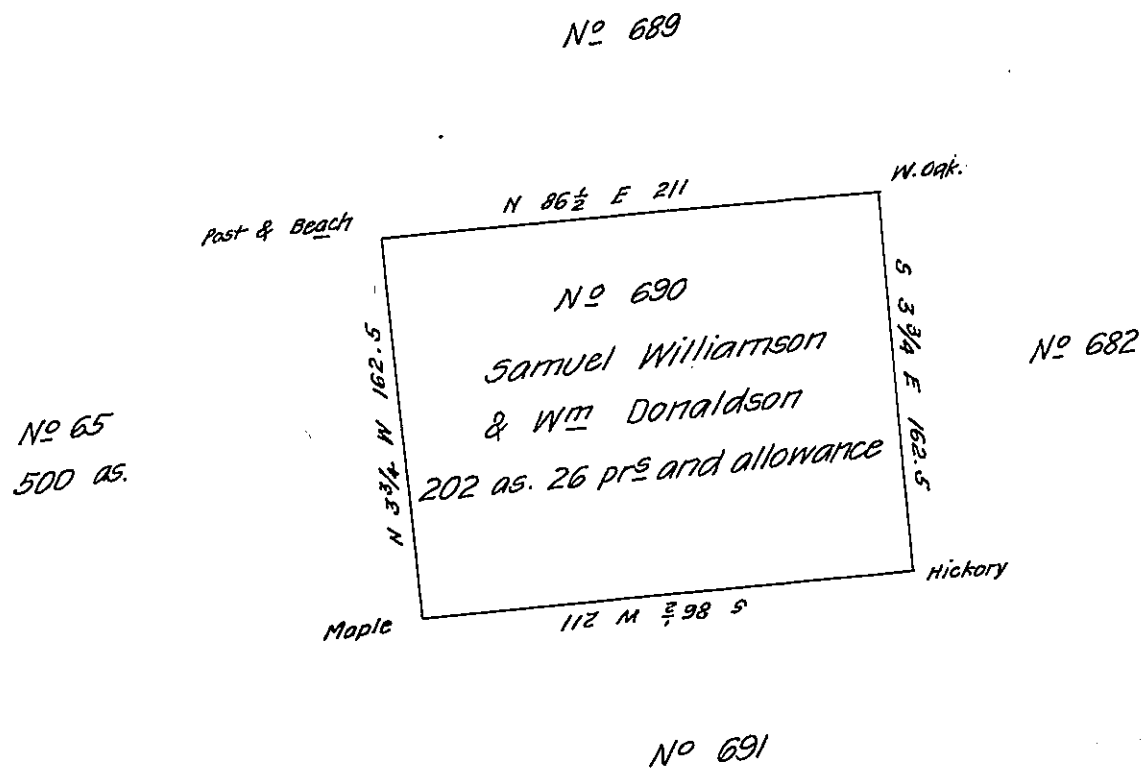 Nº 689
W. Oak.
N 86½ E 211
Post & Beach
Nº 690
S 3¾ E 162.5
Samuel Williamson
Nº 682
N 3¾ W 162.5
& Wm Donaldson
Nº 65
202 as. 26 prs and allowance
500 as.
Hickory
Maple
S 86½ W 211
Nº 691